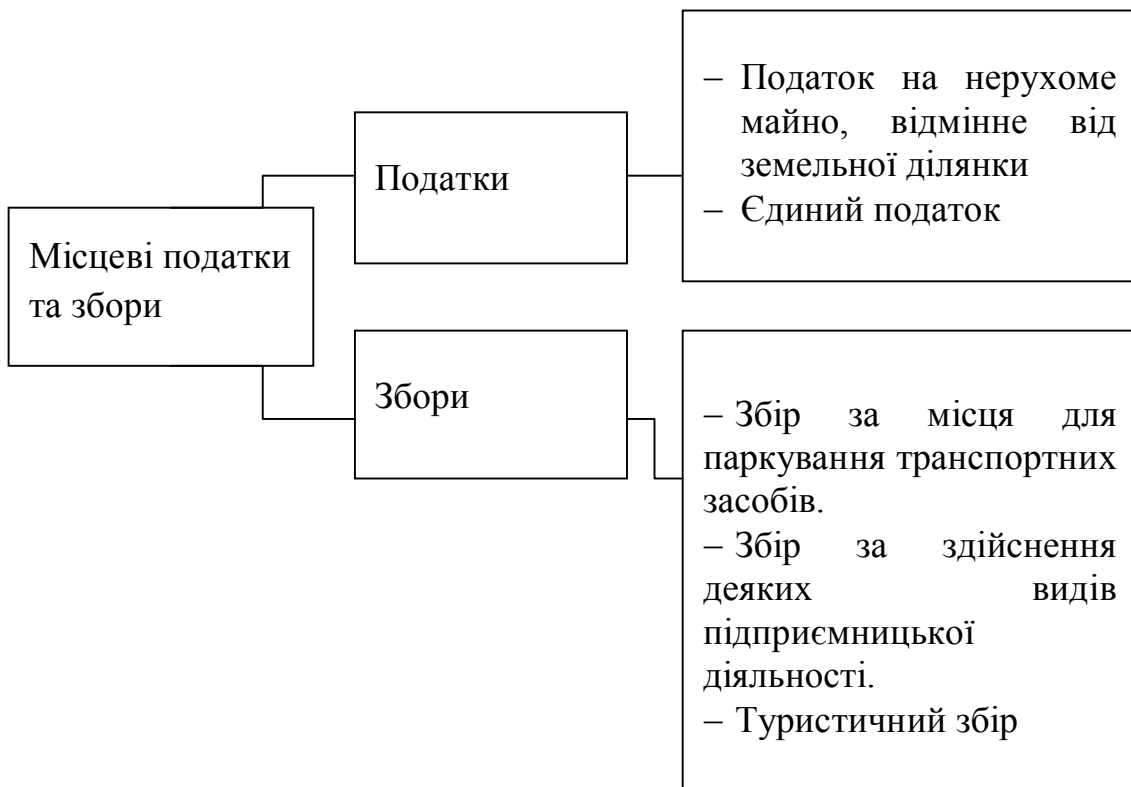 Місцеві податки
та збори
Податки
– Податок на нерухоме
майно, відмінне від
земельної ділянки
– Єдиний податок
Збори
– Збір за місця для
паркування транспортних
засобів.
– Збір за здійснення
деяких видів
підприємницької
діяльності.
– Туристичний збір